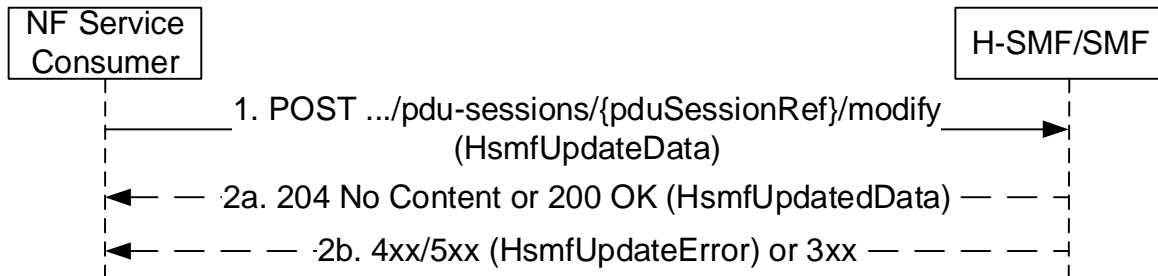 NF Service
Consumer
H-SMF/SMF
1. POST .../pdu-sessions/{pduSessionRef}/modify
(HsmfUpdateData)
2a. 204 No Content or 200 OK (HsmfUpdatedData)
2b. 4xx/5xx (HsmfUpdateError) or 3xx